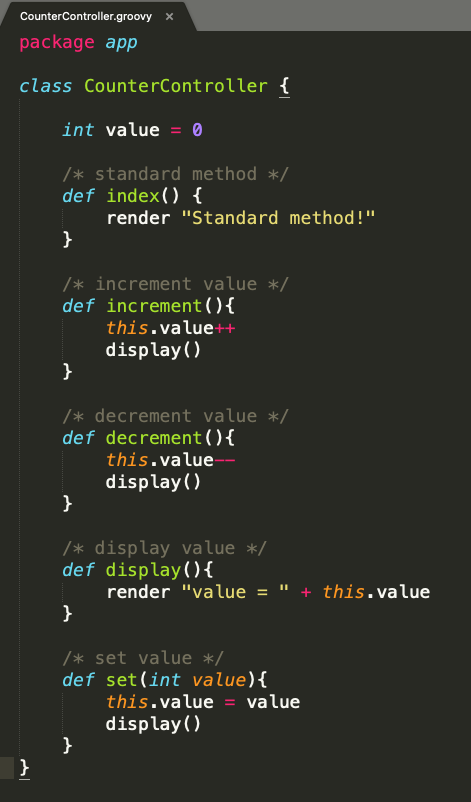 CounterController.groovy ×
package app
class CounterController {
int value = 0
/* standard method */
def index() {
render "Standard method!"
}
/* increment value */
def increment(){
this.value++
display()
}
/* decrement value */
def decrement(){
this.value--
display()
}
/* display value */
def display(){
render "value = " + this.value
}
/* set value */
def set(int value){
this.value = value
display()
}
}